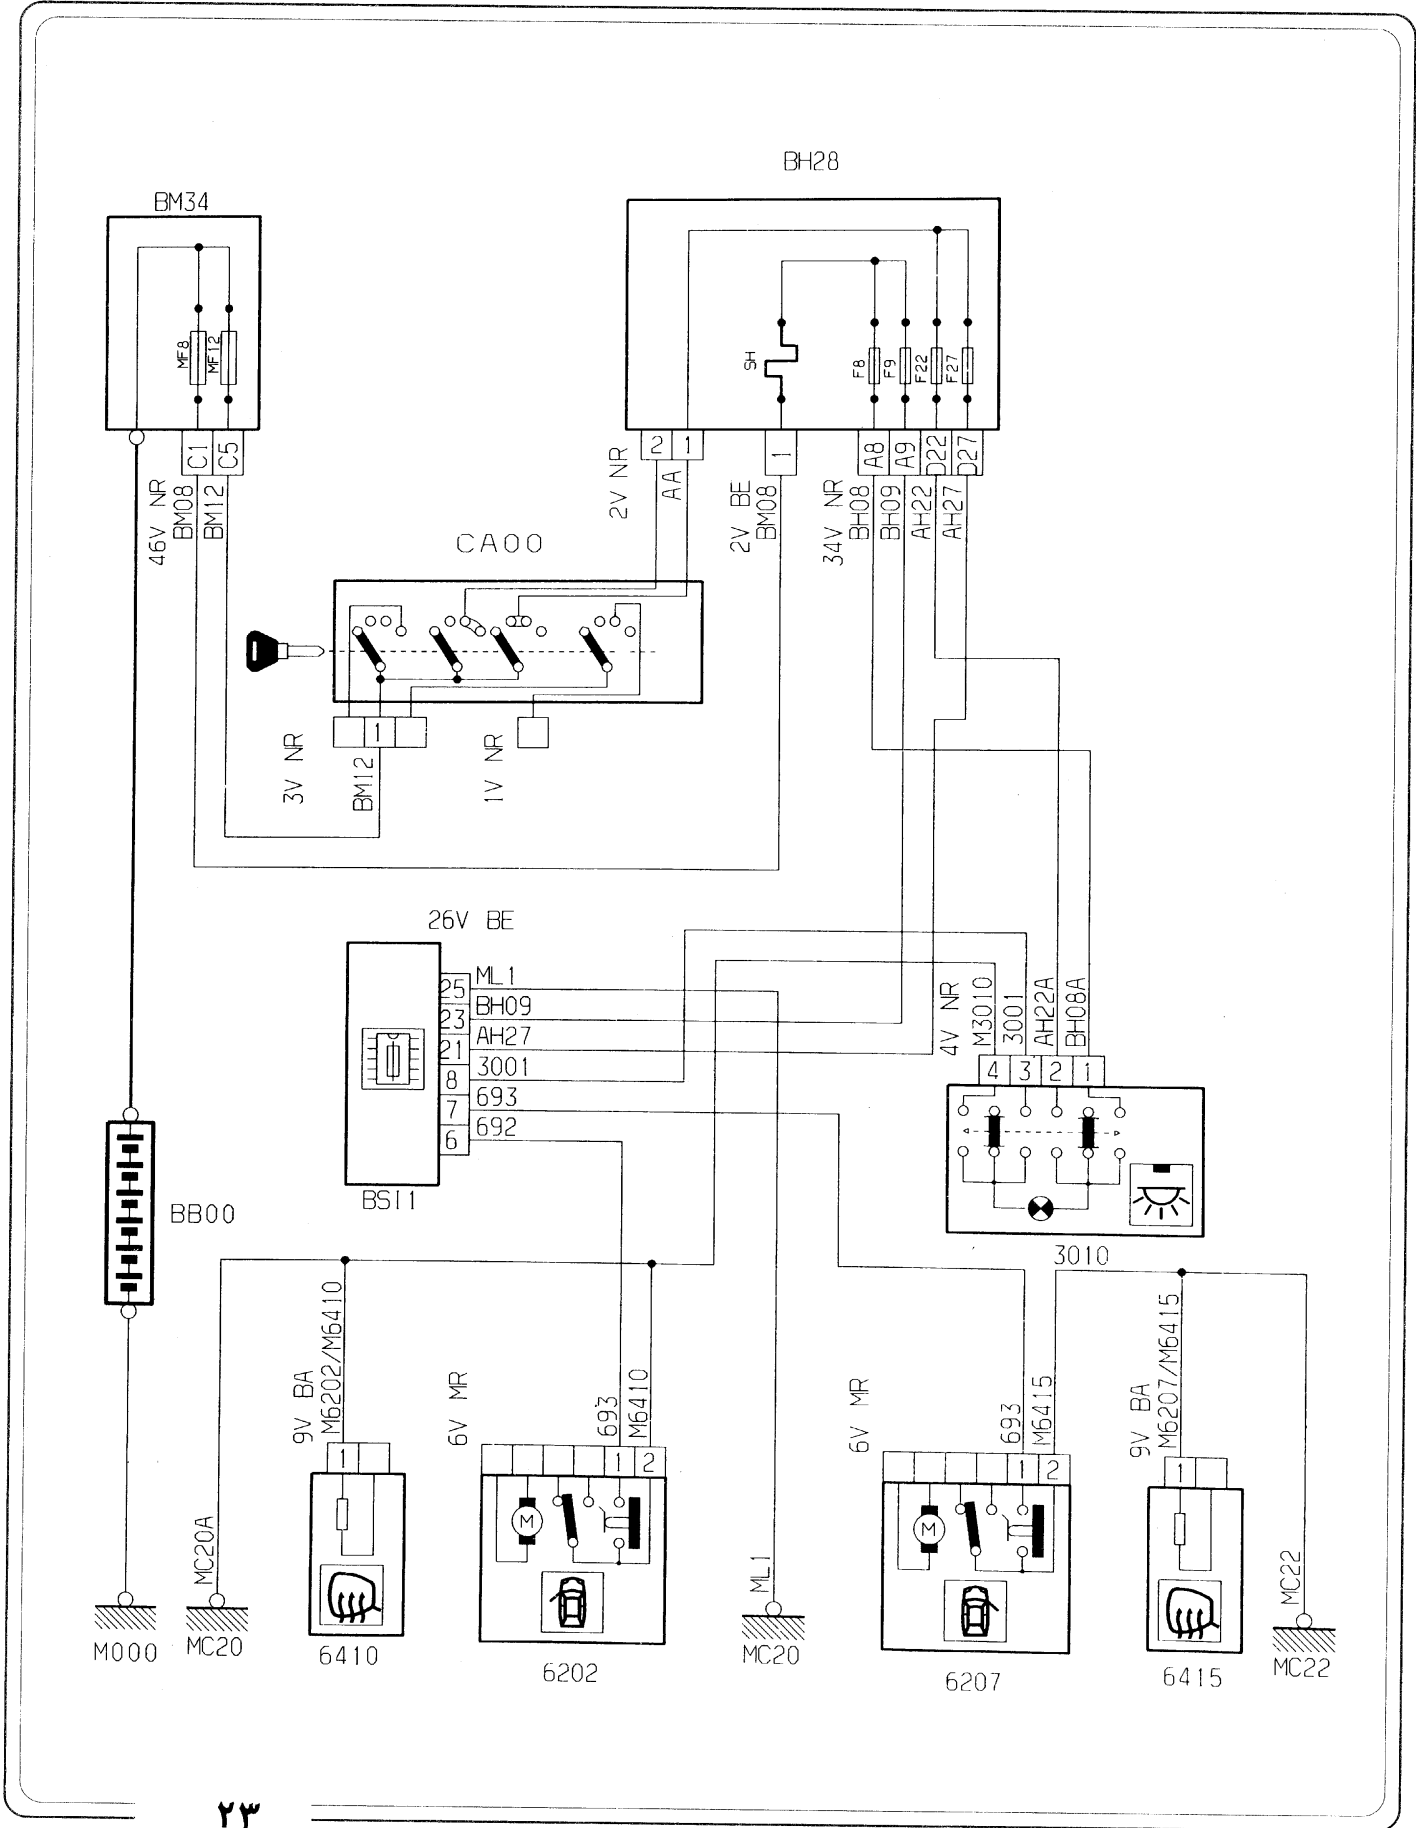 BH28
BM34
MF8
MF12
SH
F8
F9
F22
F27
C1
C5
2
1
1
A8
A9
D22
D27
46V NR
BM08
BM12
2V NR
AA
2V BE
BM08
34V NR
BH08
BH09
AH22
AH27
CA00
1
3V NR
BM12
1V NR
26V BE
25
ML1
23
BH09
21
AH27
8
3001
7
693
6
692
BSI1
4V NR
M3010
3001
AH22A
BH08A
4
3
2
1
3010
BB00
9V BA
M6202/M6410
1
6V MR
693
M6410
1
2
M
6V MR
693
M6415
1
2
M
9V BA
M6207/M6415
1
MC20A
ML1
MC22
M000
MC20
6410
6202
MC20
6207
6415
MC22
۲۳